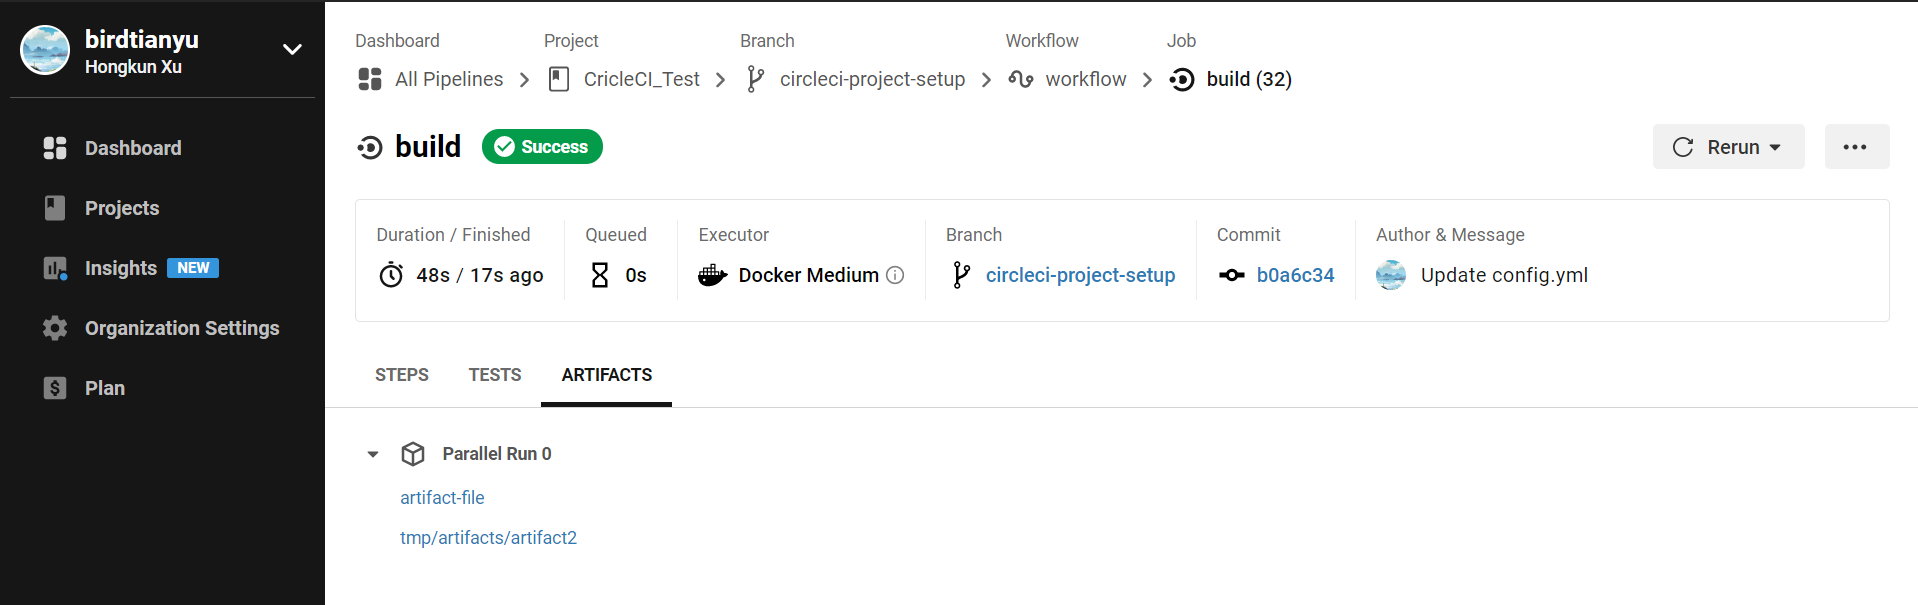 birdtianyu
Hongkun Xu
Dashboard
Projects
Insights NEW
Organization Settings
Plan
Dashboard Project Branch Workflow Job
All Pipelines CricleCI_Test circleci-project-setup workflow build (32)
build Success Rerun
Duration / Finished Queued Executor Branch Commit Author & Message
48s / 17s ago 0s Docker Medium circleci-project-setup b0a6c34 Update config.yml
STEPS TESTS ARTIFACTS
Parallel Run 0
artifact-file
tmp/artifacts/artifact2